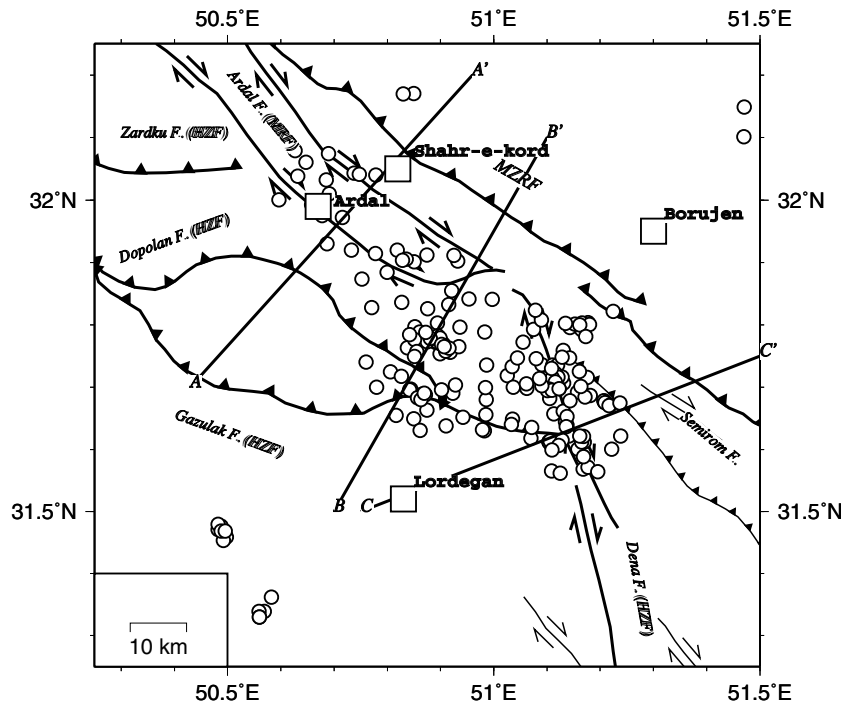 50.5˚E 51˚E 51.5˚E
A'
Ardal F. (MRF)
B'
Zardku F. (HZF)
Shahr-e-kord
MZRF
32˚N 32˚N
Ardal
Borujen
Dopolan F. (HZF)
C'
A
Gazulak F. (HZF)
Semirom F.
Lordegan
B C
31.5˚N 31.5˚N
Dena F. (HZF)
10 km
50.5˚E 51˚E 51.5˚E